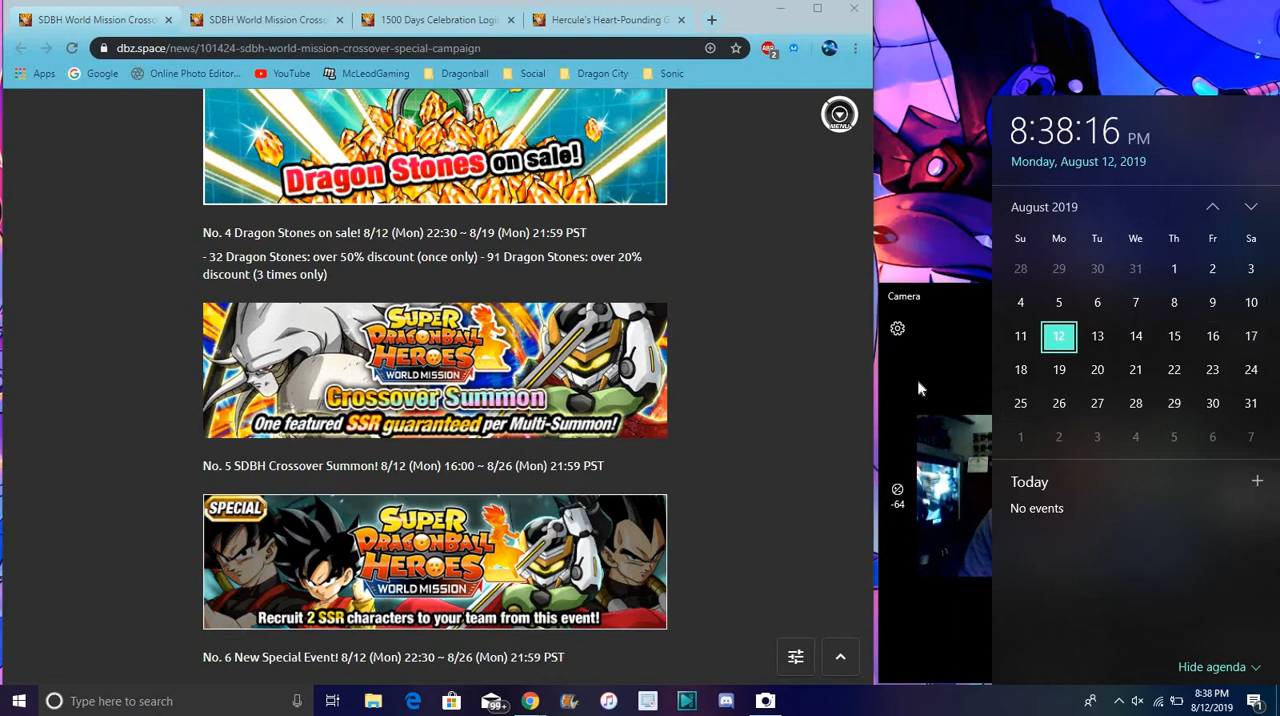 SDBH World Mission Cross
SDBH World Mission Cross
1500 Days Celebration Login
Hercule's Heart-Pounding G
dbz.space/news/101424-sdbh-world-mission-crossover-special-campaign
ABP
2
Apps
Google
Online Photo Editor...
YouTube
McLeodGaming
Dragonball
Social
Dragon City
Sonic
MENU
Dragon Stones on sale!
No. 4 Dragon Stones on sale! 8/12 (Mon) 22:30 ~ 8/19 (Mon) 21:59 PST
- 32 Dragon Stones: over 50% discount (once only) - 91 Dragon Stones: over 20%
discount (3 times only)
SUPER
DRAGONBALL
HEROES
WORLD MISSION
Crossover Summon
One featured SSR guaranteed per Multi-Summon!
No. 5 SDBH Crossover Summon! 8/12 (Mon) 16:00 ~ 8/26 (Mon) 21:59 PST
SPECIAL
SUPER
DRAGONBALL
HEROES
WORLD MISSION
Recruit 2 SSR characters to your team from this event!
No. 6 New Special Event! 8/12 (Mon) 22:30 ~ 8/26 (Mon) 21:59 PST
Camera
-64
8:38:16 PM
Monday, August 12, 2019
August 2019
Su Mo Tu We Th Fr Sa
28 29 30 31 1 2 3
4 5 6 7 8 9 10
11 12 13 14 15 16 17
18 19 20 21 22 23 24
25 26 27 28 29 30 31
1 2 3 4 5 6 7
Today
No events
Hide agenda
Type here to search
99+
8:38 PM
8/12/2019
1